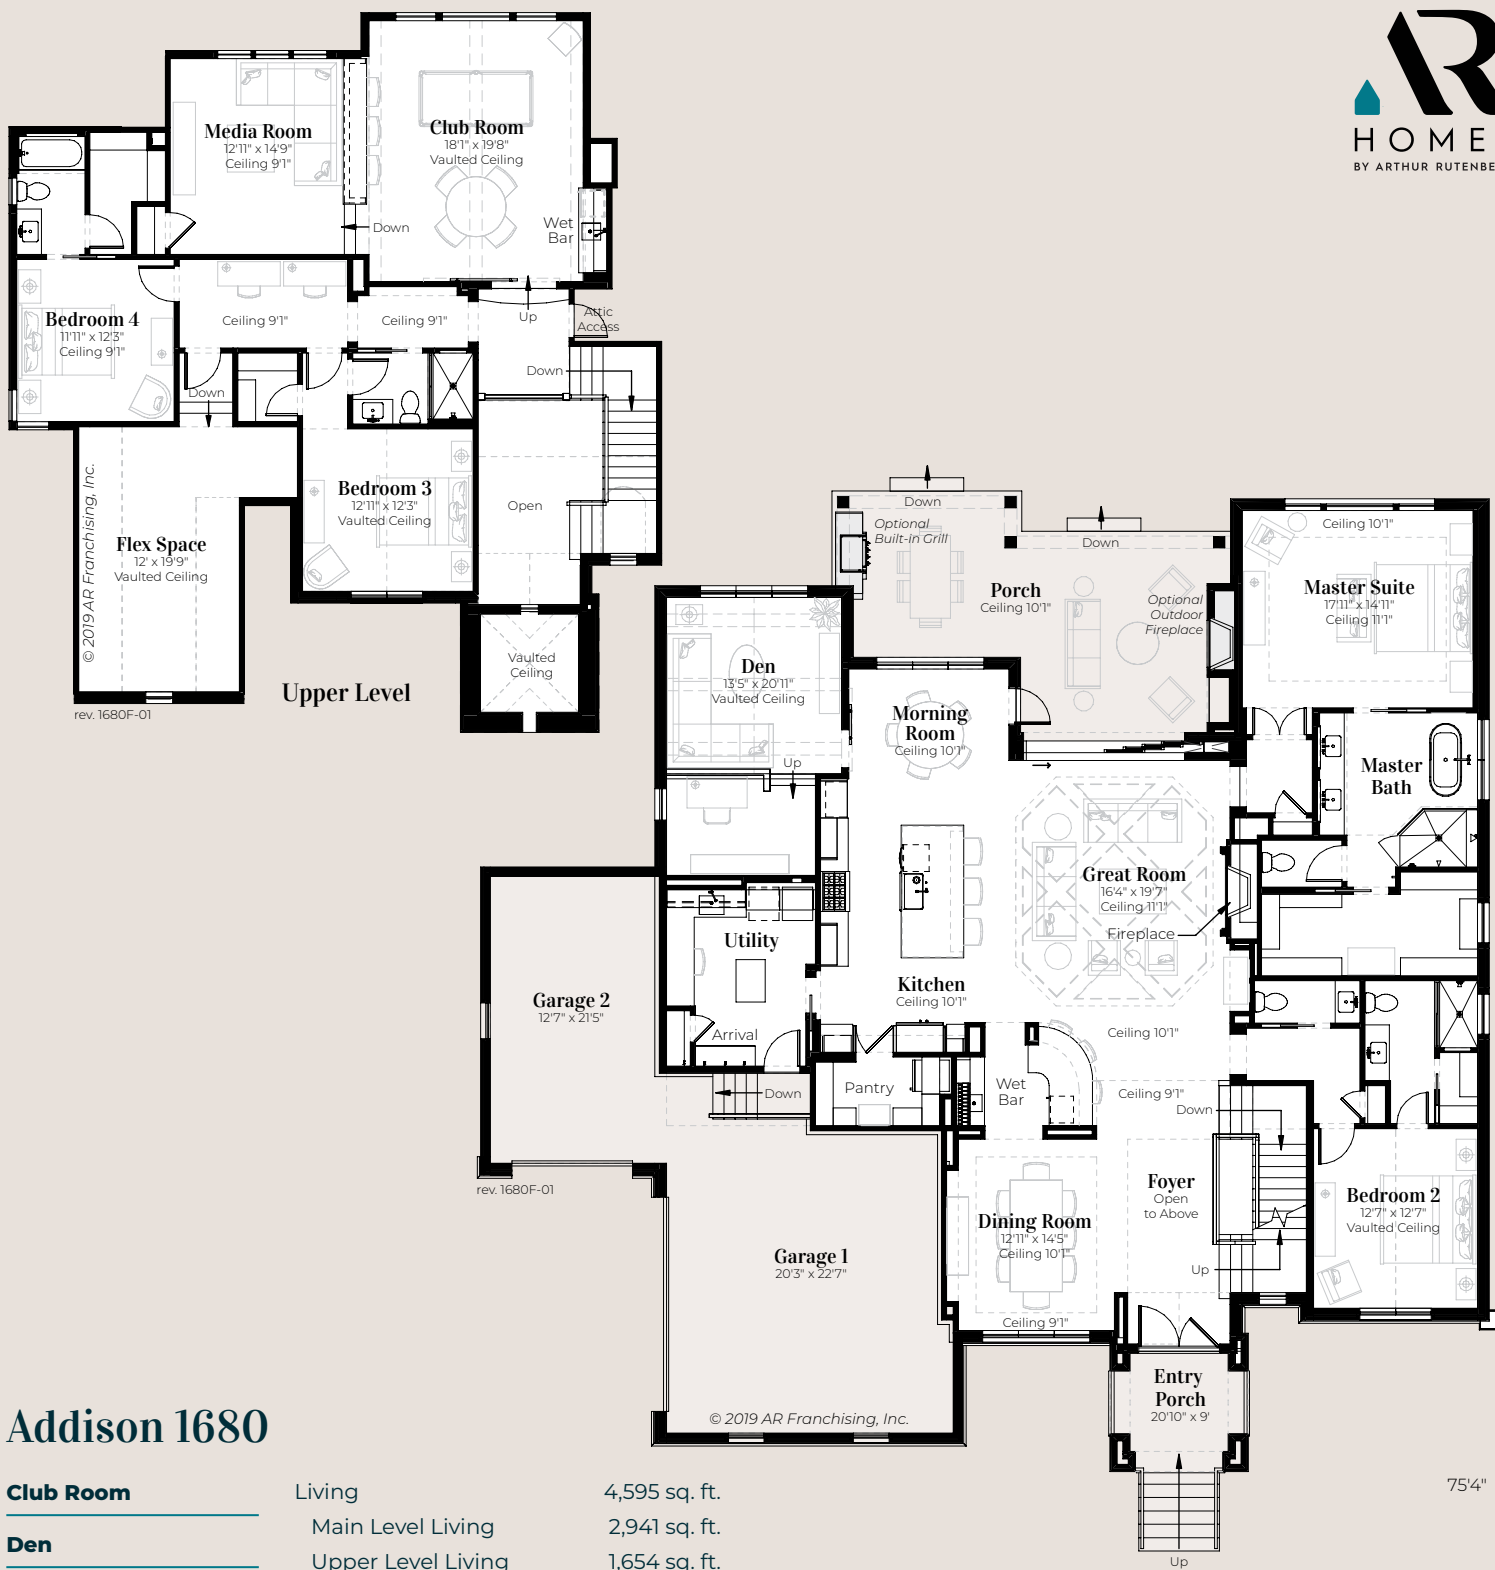 AR
HOME
BY ARTHUR RUTENBE
Media Room
12'11" x 14'9"
Ceiling 9'1"
Club Room
18'1" x 19'8"
Vaulted Ceiling
Wet
Bar
Down
Bedroom 4
11'11" x 12'3"
Ceiling 9'1"
Ceiling 9'1"
Ceiling 9'1"
Up
Attic
Access
Down
Down
Bedroom 3
12'11" x 12'3"
Vaulted Ceiling
Open
Flex Space
12' x 19'9"
Vaulted Ceiling
© 2019 AR Franchising, Inc.
rev. 1680F-01
Upper Level
Vaulted
Ceiling
Down
Optional
Built-in Grill
Down
Porch
Ceiling 10'1"
Optional
Outdoor
Fireplace
Ceiling 10'1"
Master Suite
17'11" x 14'11"
Ceiling 11'1"
Den
13'5" x 20'11"
Vaulted Ceiling
Up
Morning
Room
Ceiling 10'1"
Master
Bath
Great Room
16'4" x 19'7"
Ceiling 11'1"
Fireplace
Utility
Kitchen
Ceiling 10'1"
Garage 2
12'7" x 21'5"
Arrival
Ceiling 10'1"
Down
Pantry
Wet
Bar
Ceiling 9'1"
Down
rev. 1680F-01
Foyer
Open
to Above
Bedroom 2
12'7" x 12'7"
Vaulted Ceiling
Dining Room
12'11" x 14'5"
Ceiling 10'1"
Garage 1
20'3" x 22'7"
Up
Ceiling 9'1"
Entry
Porch
20'10" x 9'
© 2019 AR Franchising, Inc.
Up
75'4"
Addison 1680
Club Room
Den
Living 4,595 sq. ft.
Main Level Living 2,941 sq. ft.
Upper Level Living 1,654 sq. ft.